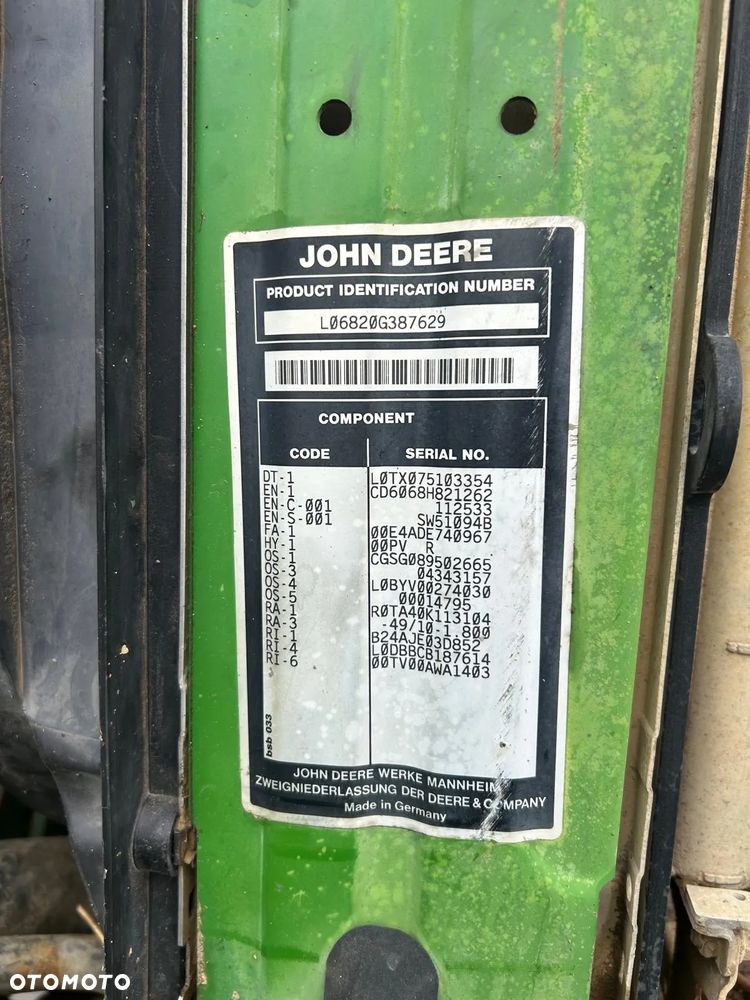 JOHN DEERE
PRODUCT IDENTIFICATION NUMBER
L06820G387629
COMPONENT
CODE SERIAL NO.
DT-1 L0TX075103354
EN-1 CD6068H821262
EN-C-001 112533
EN-S-001 SW51094B
FA-1 00E4ADE740967
HY-1 00PV R
OS-1 CGSG089502665
OS-3 04343157
OS-4 L0BYV00274030
OS-5 00014795
RA-1 R0TA40K113104
RA-3 -49/10-1.800
RI-1 B24AJE03D852
RI-4 L0DBBCB187614
RI-6 00TV00AWA1403
bsb 033
JOHN DEERE WERKE MANNHEIM
ZWEIGNIEDERLASSUNG DER DEERE & COMPANY
Made in Germany
OTOMOTO